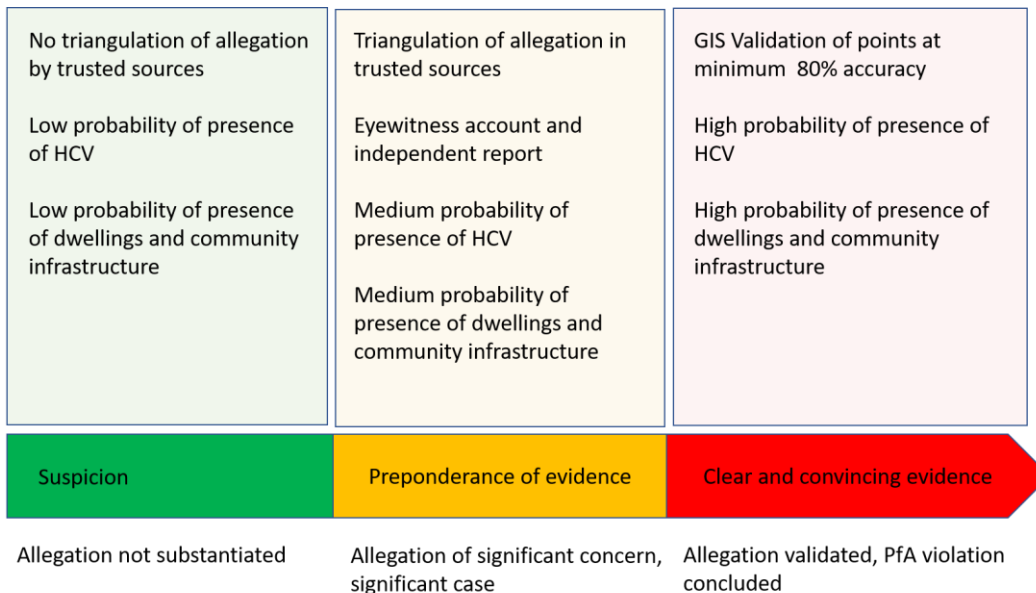 No triangulation of allegation
by trusted sources
Low probability of presence
of HCV
Low probability of presence
of dwellings and community
infrastructure
Triangulation of allegation in
trusted sources
Eyewitness account and
independent report
Medium probability of
presence of HCV
Medium probability of
presence of dwellings and
community infrastructure
GIS Validation of points at
minimum 80% accuracy
High probability of presence of
HCV
High probability of presence of
dwellings and community
infrastructure
Suspicion
Preponderance of evidence
Clear and convincing evidence
Allegation not substantiated
Allegation of significant concern,
significant case
Allegation validated, PfA violation
concluded